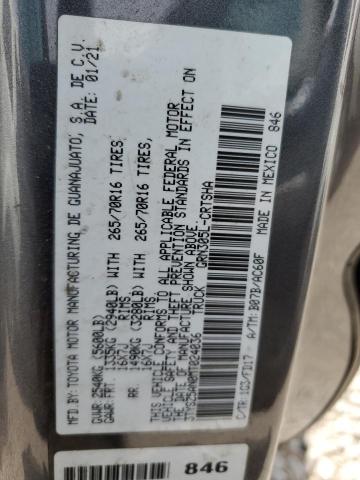 MFD. BY: TOYOTA MOTOR MANUFACTURING DE GUANAJUATO, S.A. DE C.V.
01/21
GVWR: 2540KG (5600LB)
GAWR: FRT. 1335KG (2940LB) WITH 265/70R16 TIRES,
16X7J RIMS
RR. 1490KG (3280LB) WITH 265/70R16 TIRES,
16X7J RIMS
THIS VEHICLE CONFORMS TO ALL APPLICABLE FEDERAL MOTOR
VEHICLE SAFETY AND THEFT PREVENTION STANDARDS IN EFFECT ON
THE DATE OF MANUFACTURE SHOWN ABOVE.
TRUCK GRN305L-CRTSHA
C/TR: 1G3/FD17 - A/TM: B07B/AC60F
MADE IN MEXICO 846
846